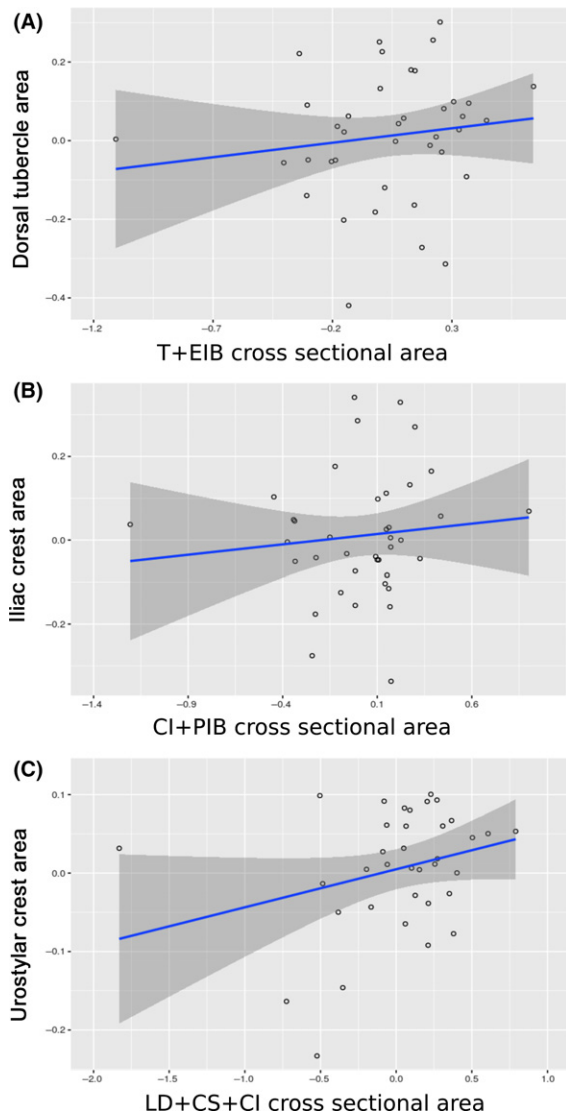 (A)
Dorsal tubercle area
0.2
0.0
−0.2
−0.4
−1.2 −0.7 −0.2 0.3
T+EIB cross sectional area
(B)
Iliac crest area
0.2
0.0
−0.2
−1.4 −0.9 −0.4 0.1 0.6
CI+PIB cross sectional area
(C)
Urostylar crest area
0.1
0.0
−0.1
−0.2
−2.0 −1.5 −1.0 −0.5 0.0 0.5 1.0
LD+CS+CI cross sectional area